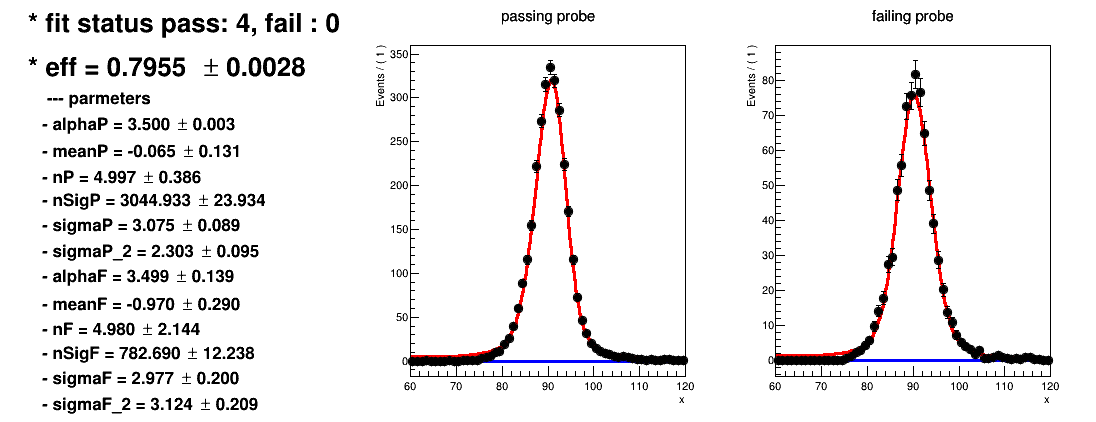 * fit status pass: 4, fail : 0
* eff = 0.7955 ± 0.0028
--- parmeters
- alphaP = 3.500 ± 0.003
- meanP = -0.065 ± 0.131
- nP = 4.997 ± 0.386
- nSigP = 3044.933 ± 23.934
- sigmaP = 3.075 ± 0.089
- sigmaP_2 = 2.303 ± 0.095
- alphaF = 3.499 ± 0.139
- meanF = -0.970 ± 0.290
- nF = 4.980 ± 2.144
- nSigF = 782.690 ± 12.238
- sigmaF = 2.977 ± 0.200
- sigmaF_2 = 3.124 ± 0.209
passing probe
Events / ( 1 )
350
300
250
200
150
100
50
0
60 70 80 90 100 110 120
x
failing probe
Events / ( 1 )
80
70
60
50
40
30
20
10
0
60 70 80 90 100 110 120
x